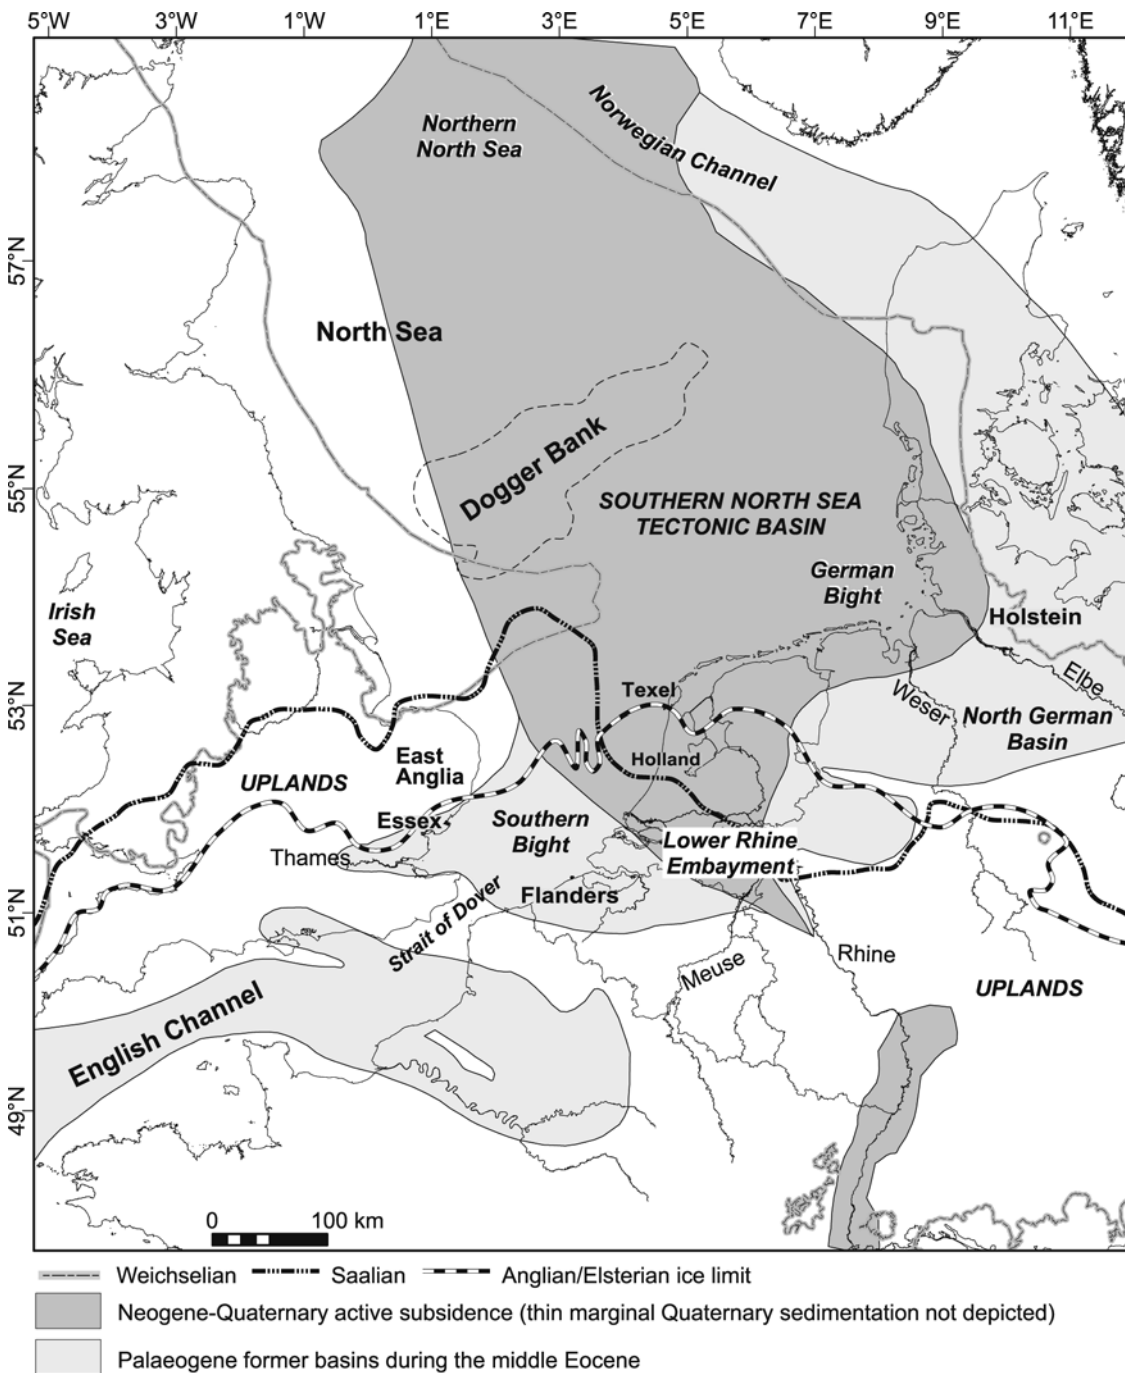 5°W 3°W 1°W 1°E 3°E 5°E 7°E 9°E 11°E
57°N
55°N
53°N
51°N
49°N
Northern
North Sea
Norwegian Channel
North Sea
Dogger Bank
SOUTHERN NORTH SEA
TECTONIC BASIN
German
Bight
Irish
Sea
Holstein
Elbe
Texel
Weser
North German
Basin
East
Anglia
Holland
UPLANDS
Essex
Southern
Bight
Thames
Lower Rhine
Embayment
Flanders
Strait of Dover
Meuse
Rhine
UPLANDS
English Channel
0 100 km
Weichselian Saalian Anglian/Elsterian ice limit
Neogene-Quaternary active subsidence (thin marginal Quaternary sedimentation not depicted)
Palaeogene former basins during the middle Eocene